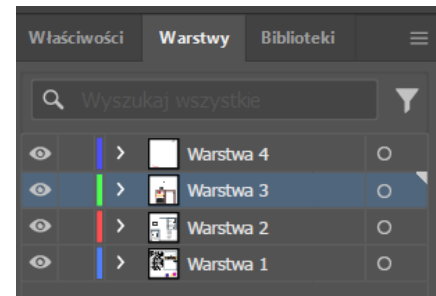 Właściwości Warstwy Biblioteki
Wyszukaj wszystkie
Warstwa 4
Warstwa 3
Warstwa 2
Warstwa 1